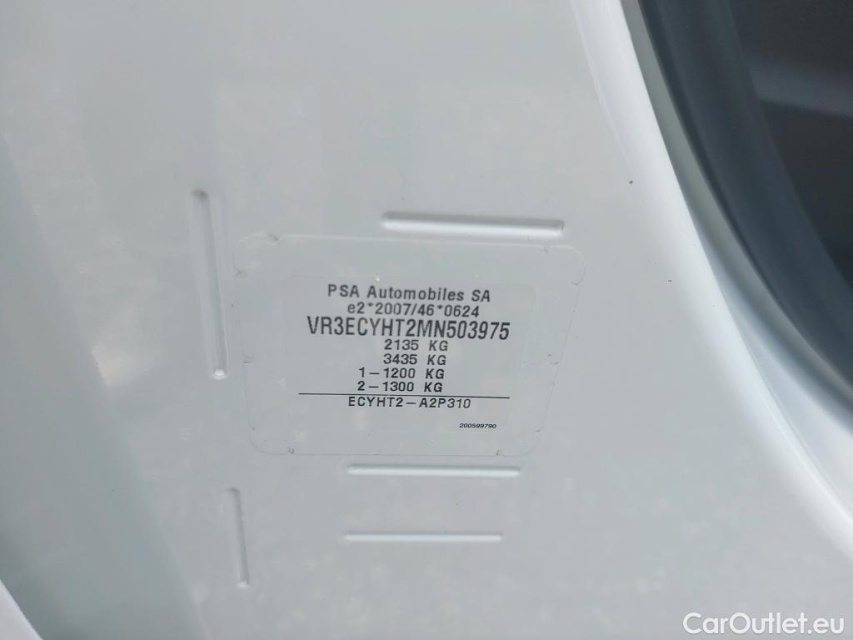 PSA Automobiles SA
e2*2007/46*0624
VR3ECYHT2MN503975
2135 KG
3435 KG
1-1200 KG
2-1300 KG
ECYHT2-A2P310
200599790
CarOutlet.eu